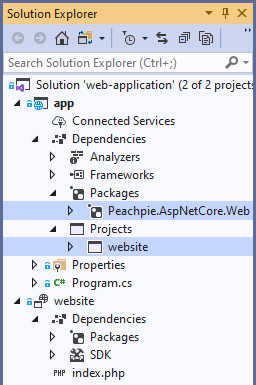 Solution Explorer
Search Solution Explorer (Ctrl+;)
Solution 'web-application' (2 of 2 projects
app
Connected Services
Dependencies
Analyzers
Frameworks
Packages
Peachpie.AspNetCore.Web
Projects
website
Properties
C# Program.cs
website
Dependencies
Packages
SDK
PHP index.php